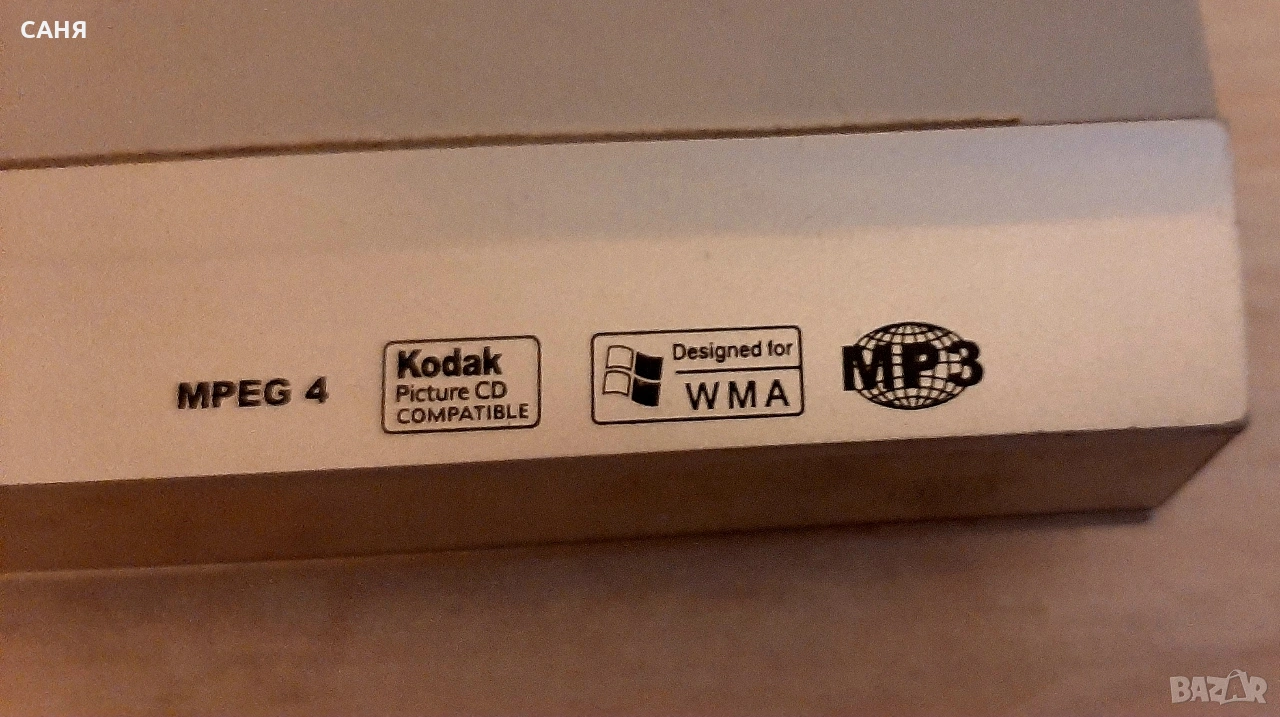 САНЯ
MPEG 4
Kodak
Picture CD
COMPATIBLE
Designed for
WMA
MP3
BAZAR